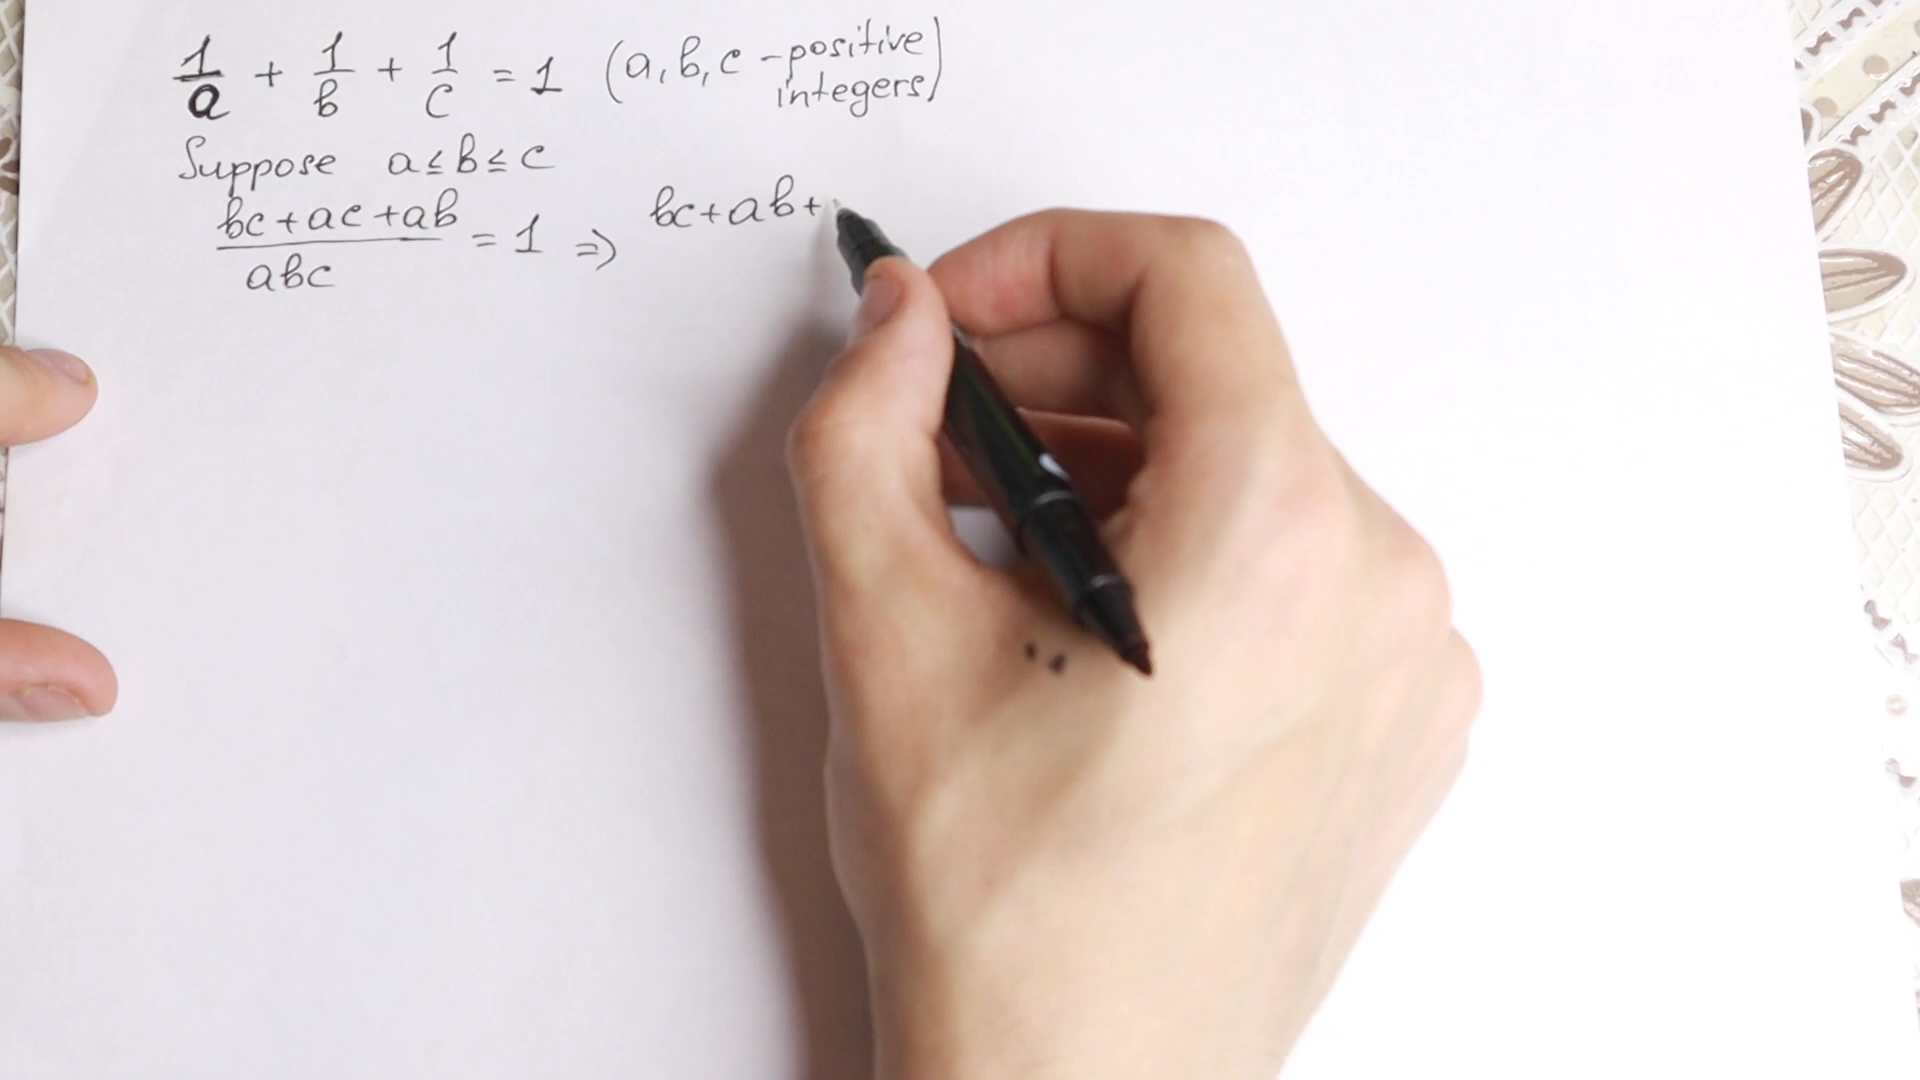 1/a + 1/b + 1/c = 1 (a, b, c - positive integers)
Suppose a ≤ b ≤ c
(bc + ac + ab)/abc = 1 ⇒ bc + ab +